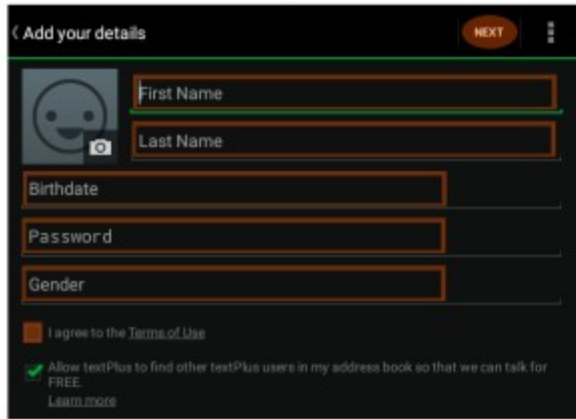 Add your details
NEXT
First Name
Last Name
Birthdate
Password
Gender
I agree to the Terms of Use
Allow textPlus to find other textPlus users in my address book so that we can talk for
FREE.
Learn more